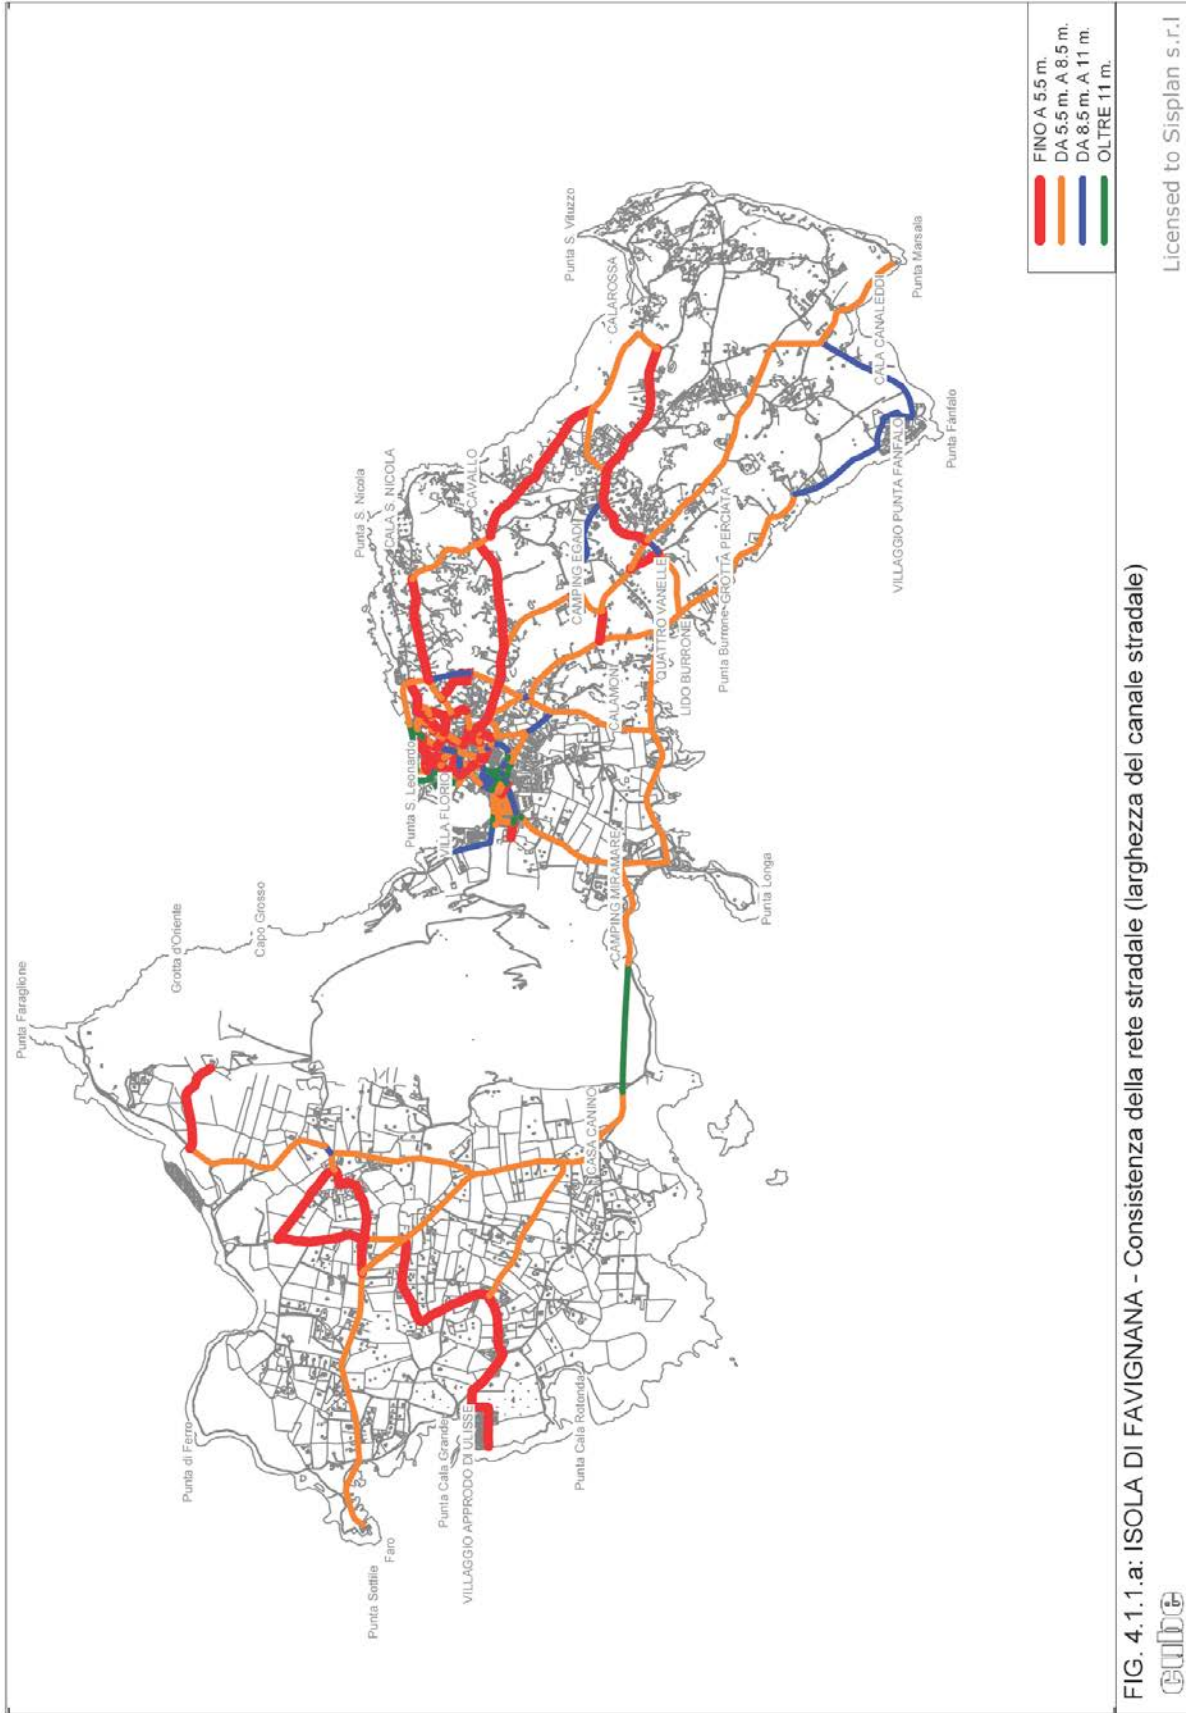 Punta Faraglione
Grotta d'Oriente
Capo Grosso
Punta di Ferro
Punta Sottile
Faro
Punta Cala Grande
VILLAGGIO APPRODO DI ULISSE
Punta Cala Rotonda
CASA CANINO
CAMPING MIRAMARE
Punta Longa
Punta S. Leonardo
VILLA FLORIO
Punta S. Nicola
CALA S. NICOLA
CAVALLO
CAMPING EGADI
CALAMONI
QUATTRO VANELLE
LIDO BURRONE
Punta Burrone-GROTTA PERCIATA
CALAROSSA
Punta S. Vituzzo
VILLAGGIO PUNTA FANFALO
Punta Fànfalo
CALA CANALEDDI
Punta Marsala
FINO A 5.5 m.
DA 5.5 m. A 8.5 m.
DA 8.5 m. A 11 m.
OLTRE 11 m.
FIG. 4.1.1.a: ISOLA DI FAVIGNANA - Consistenza della rete stradale (larghezza del canale stradale)
cube
Licensed to Sisplan s.r.l